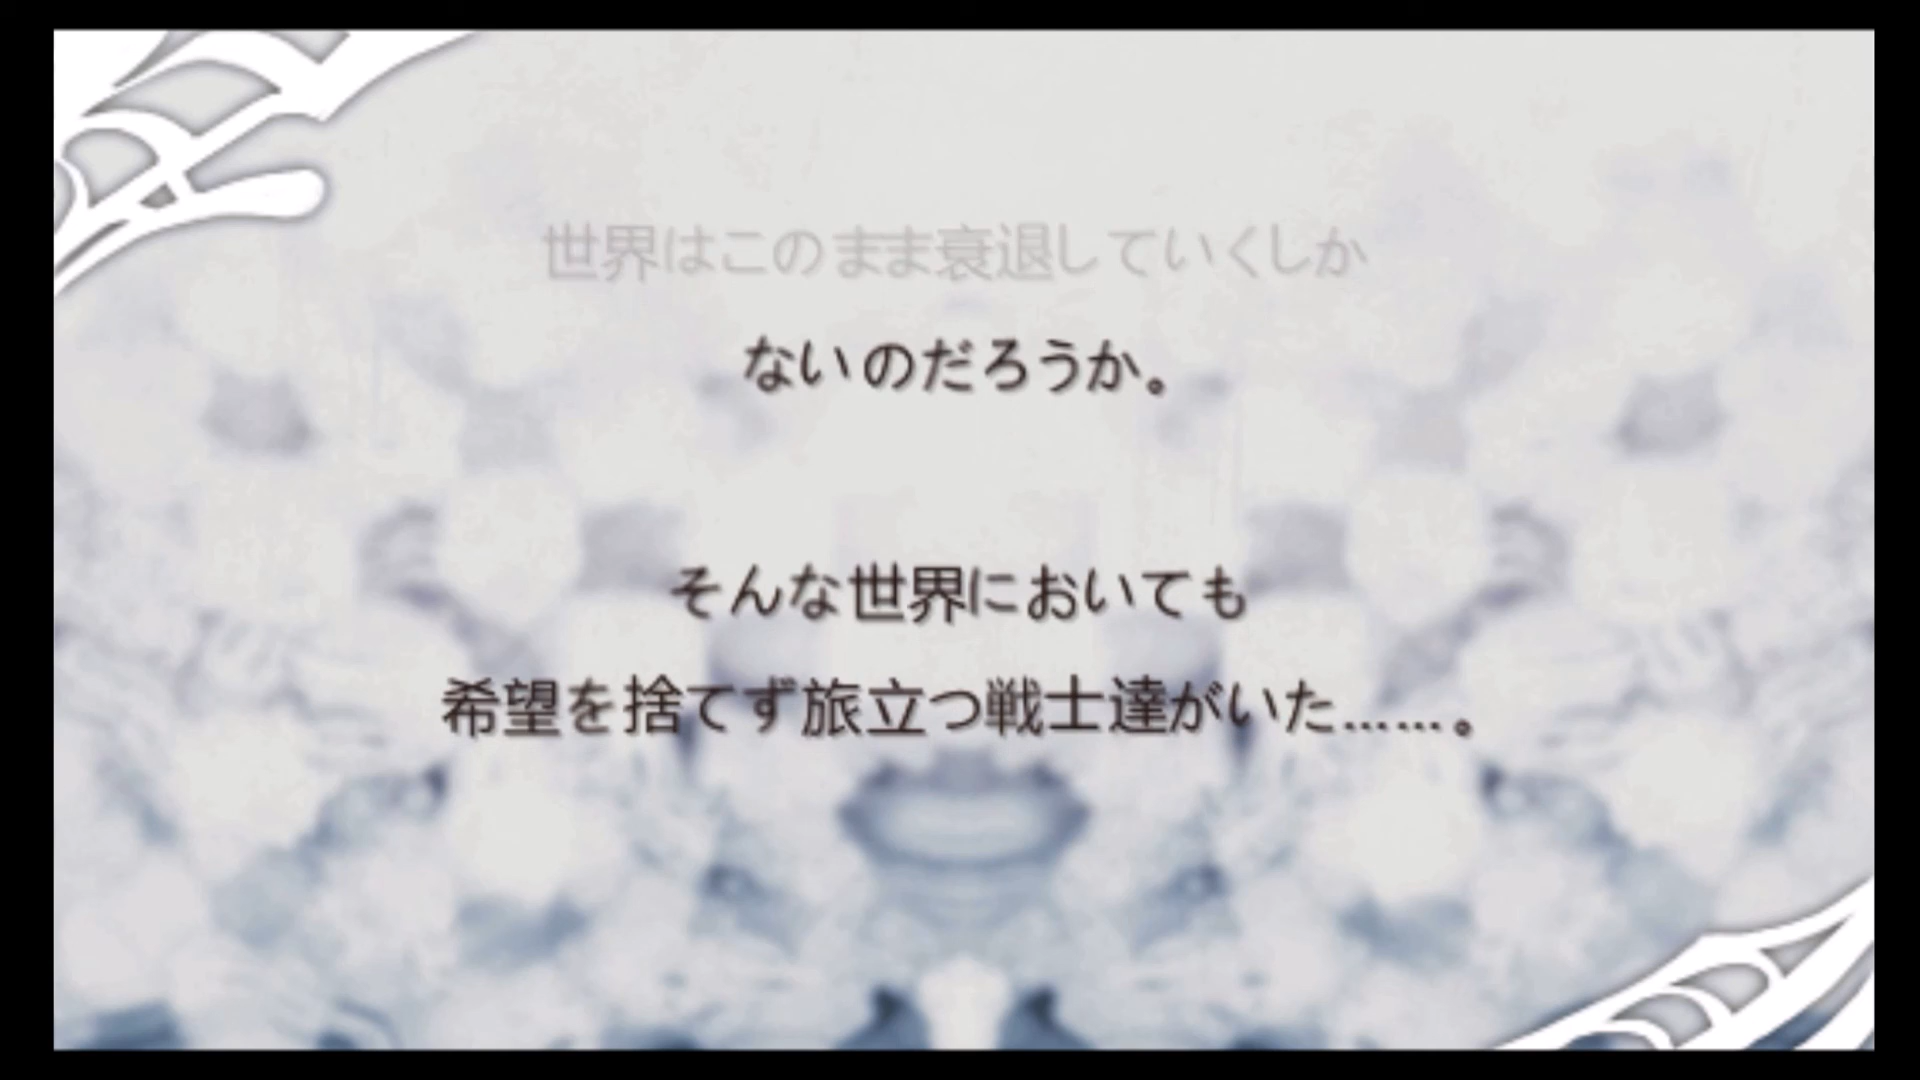 世界はこのまま衰退していくしか
ないのだろうか。
そんな世界においても
希望を捨てず旅立つ戦士達がいた……。